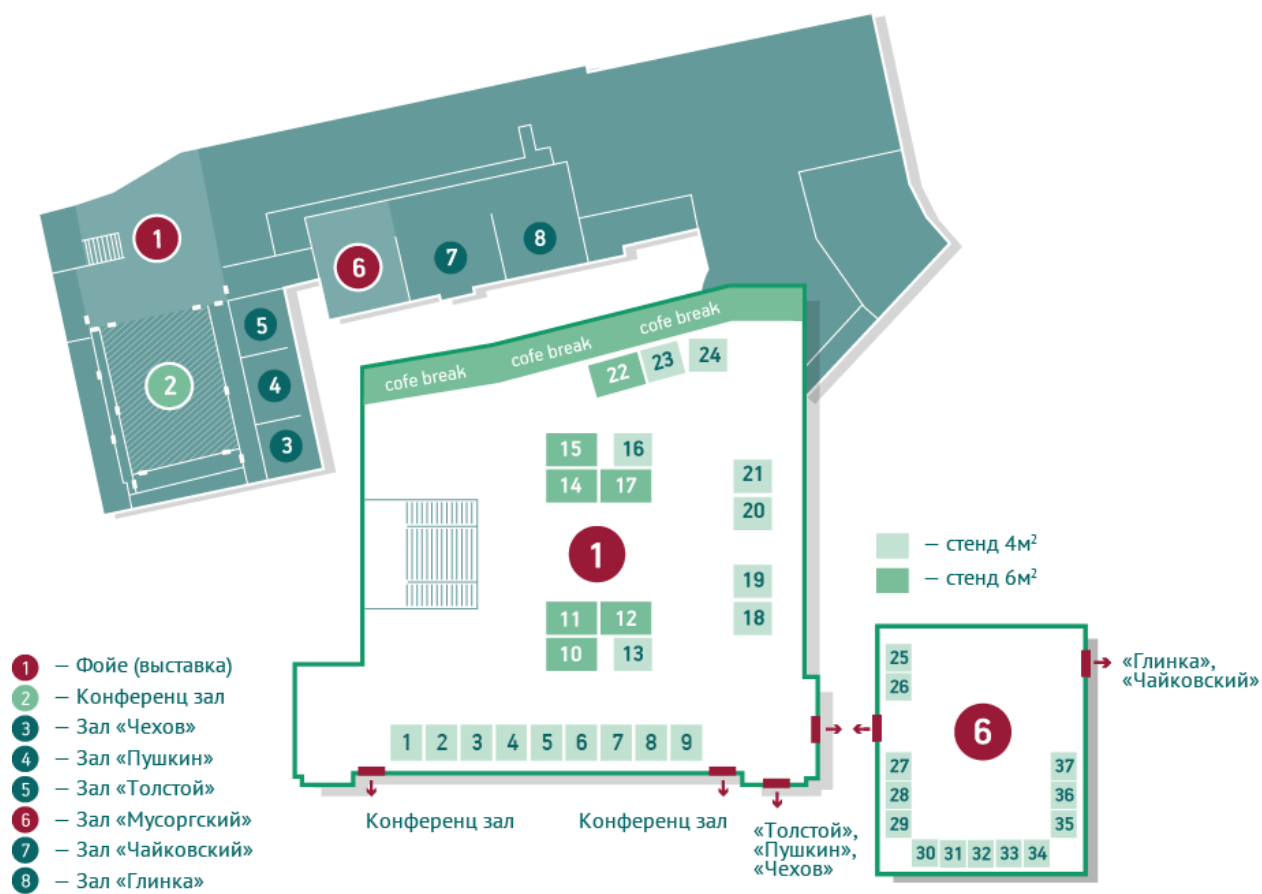 1
6
7
8
5
4
2
3
cofe break
cofe break
cofe break
22
23
24
15
16
14
17
21
20
1
19
18
11
12
10
13
1
2
3
4
5
6
7
8
9
Конференц зал
Конференц зал
«Толстой»,
«Пушкин»,
«Чехов»
— стенд 4м²
— стенд 6м²
25
26
6
27
28
29
30
31
32
33
34
37
36
35
«Глинка»,
«Чайковский»
1 — Фойе (выставка)
2 — Конференц зал
3 — Зал «Чехов»
4 — Зал «Пушкин»
5 — Зал «Толстой»
6 — Зал «Мусоргский»
7 — Зал «Чайковский»
8 — Зал «Глинка»